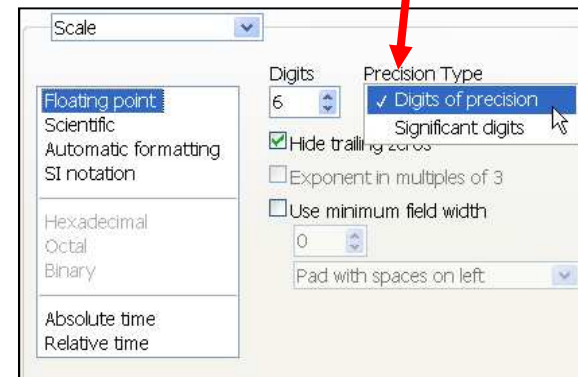 Scale
Floating point
Scientific
Automatic formatting
SI notation
Hexadecimal
Octal
Binary
Absolute time
Relative time
Digits
6
Precision Type
✓ Digits of precision
Significant digits
Hide trailing zeros
Exponent in multiples of 3
Use minimum field width
0
Pad with spaces on left